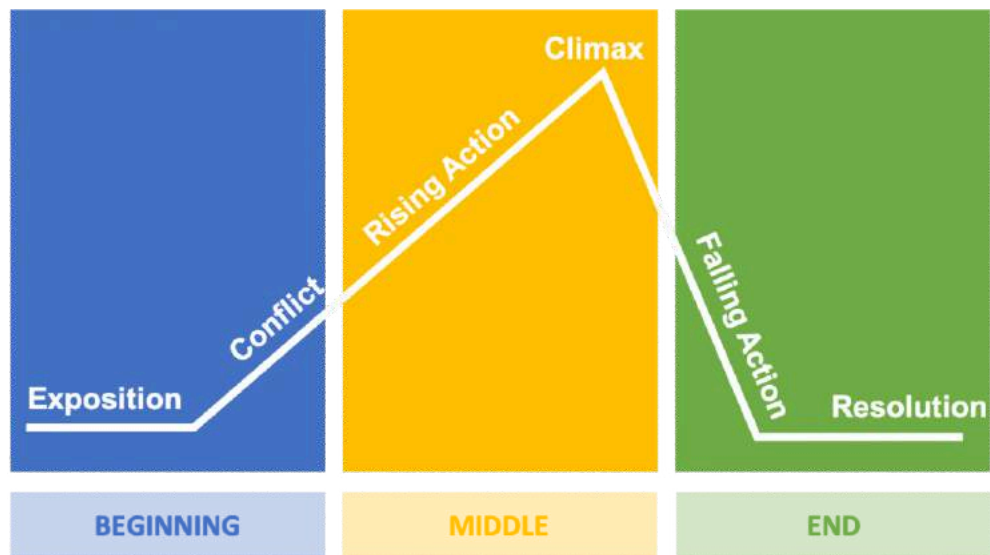 Climax
Rising Action
Conflict
Falling Action
Exposition
Resolution
BEGINNING
MIDDLE
END